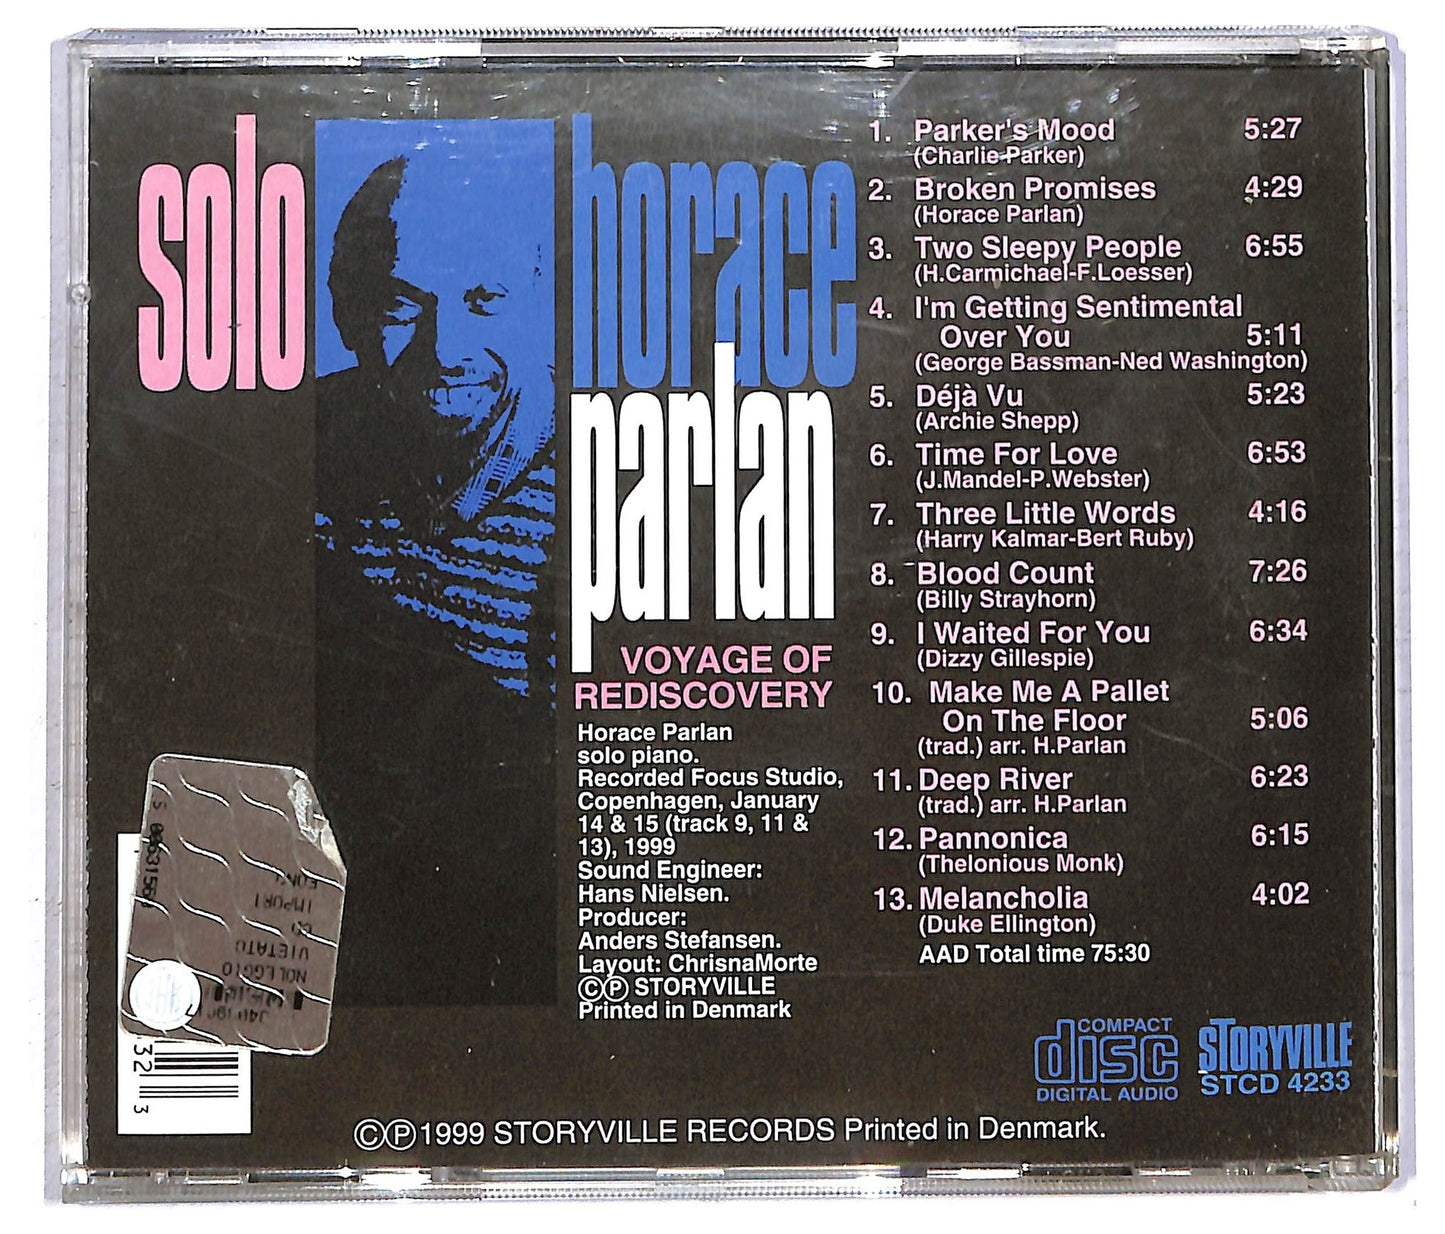 solo
horace
parlan
VOYAGE OF
REDISCOVERY
Horace Parlan
solo piano.
Recorded Focus Studio,
Copenhagen, January
14 & 15 (track 9, 11 &
13), 1999
Sound Engineer:
Hans Nielsen.
Producer:
Anders Stefansen.
Layout: ChrisnaMorte
©℗ STORYVILLE
Printed in Denmark
1. Parker's Mood 5:27
(Charlie Parker)
2. Broken Promises 4:29
(Horace Parlan)
3. Two Sleepy People 6:55
(H.Carmichael-F.Loesser)
4. I'm Getting Sentimental
Over You 5:11
(George Bassman-Ned Washington)
5. Déjà Vu 5:23
(Archie Shepp)
6. Time For Love 6:53
(J.Mandel-P.Webster)
7. Three Little Words 4:16
(Harry Kalmar-Bert Ruby)
8. Blood Count 7:26
(Billy Strayhorn)
9. I Waited For You 6:34
(Dizzy Gillespie)
10. Make Me A Pallet
On The Floor 5:06
(trad.) arr. H.Parlan
11. Deep River 6:23
(trad.) arr. H.Parlan
12. Pannonica 6:15
(Thelonious Monk)
13. Melancholia 4:02
(Duke Ellington)
AAD Total time 75:30
IMPORT
VIETATO
NOLEGGIO
32
3
COMPACT
disc
DIGITAL AUDIO
STORYVILLE
STCD 4233
©℗1999 STORYVILLE RECORDS Printed in Denmark.